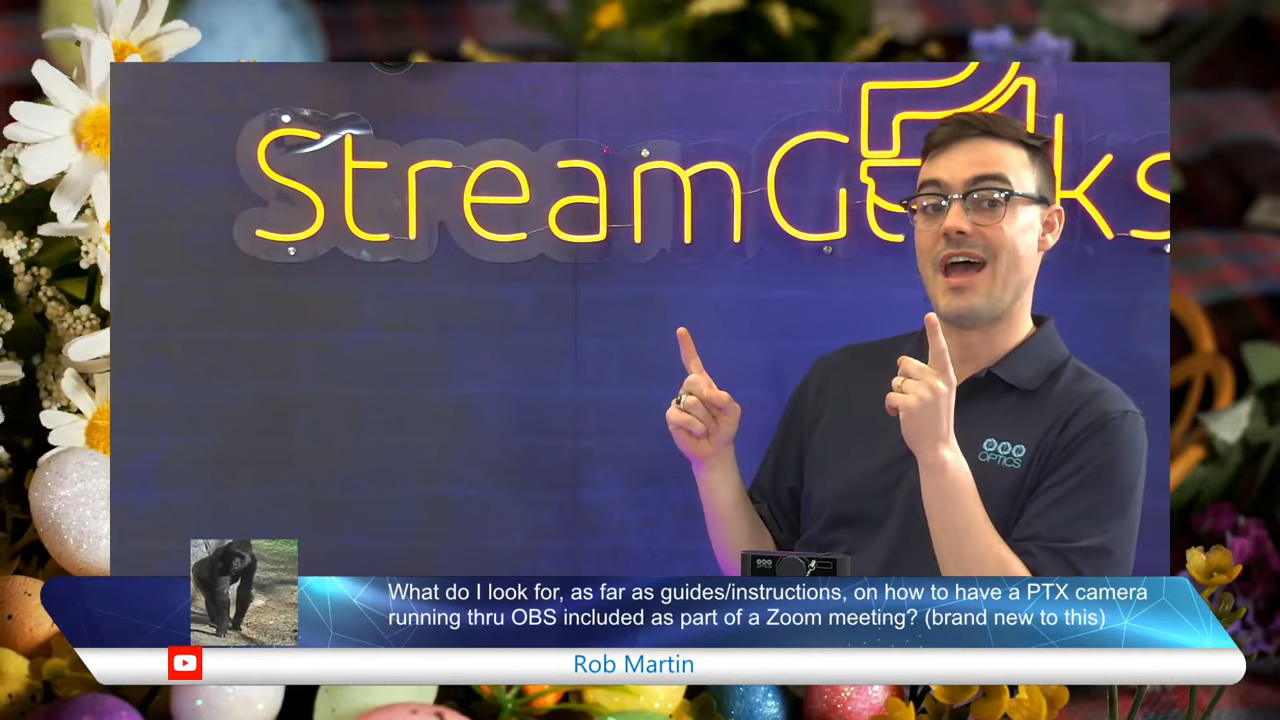 StreamGeeks
OPTICS
OPTICS
What do I look for, as far as guides/instructions, on how to have a PTX camera
running thru OBS included as part of a Zoom meeting? (brand new to this)
Rob Martin